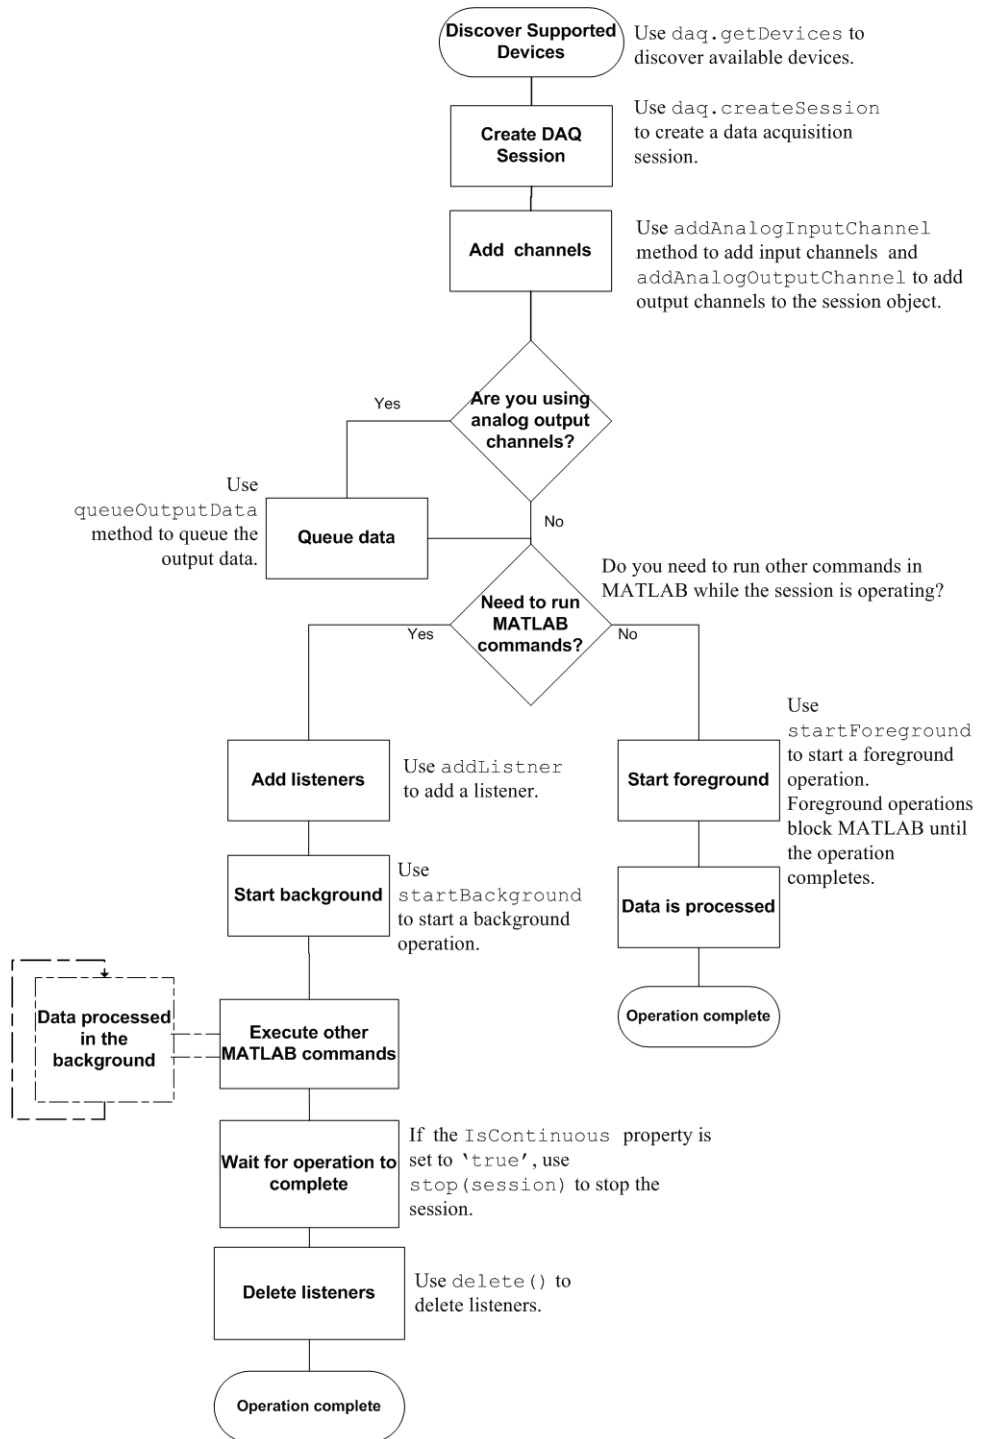 Discover Supported
Devices
Use daq.getDevices to
discover available devices.
Create DAQ
Session
Use daq.createSession
to create a data acquisition
session.
Add channels
Use addAnalogInputChannel
method to add input channels and
addAnalogOutputChannel to add
output channels to the session object.
Are you using
analog output
channels?
Yes
No
Use
queueOutputData
method to queue the
output data.
Queue data
Do you need to run other commands in
MATLAB while the session is operating?
Need to run
MATLAB
commands?
Yes
No
Add listeners
Use addListner
to add a listener.
Use
startForeground
to start a foreground
operation.
Foreground operations
block MATLAB until
the operation
completes.
Start foreground
Start background
Use
startBackground
to start a background
operation.
Data is processed
Operation complete
Data processed
in the
background
Execute other
MATLAB commands
Wait for operation to
complete
If the IsContinuous property is
set to ‘true’, use
stop(session) to stop the
session.
Delete listeners
Use delete() to
delete listeners.
Operation complete